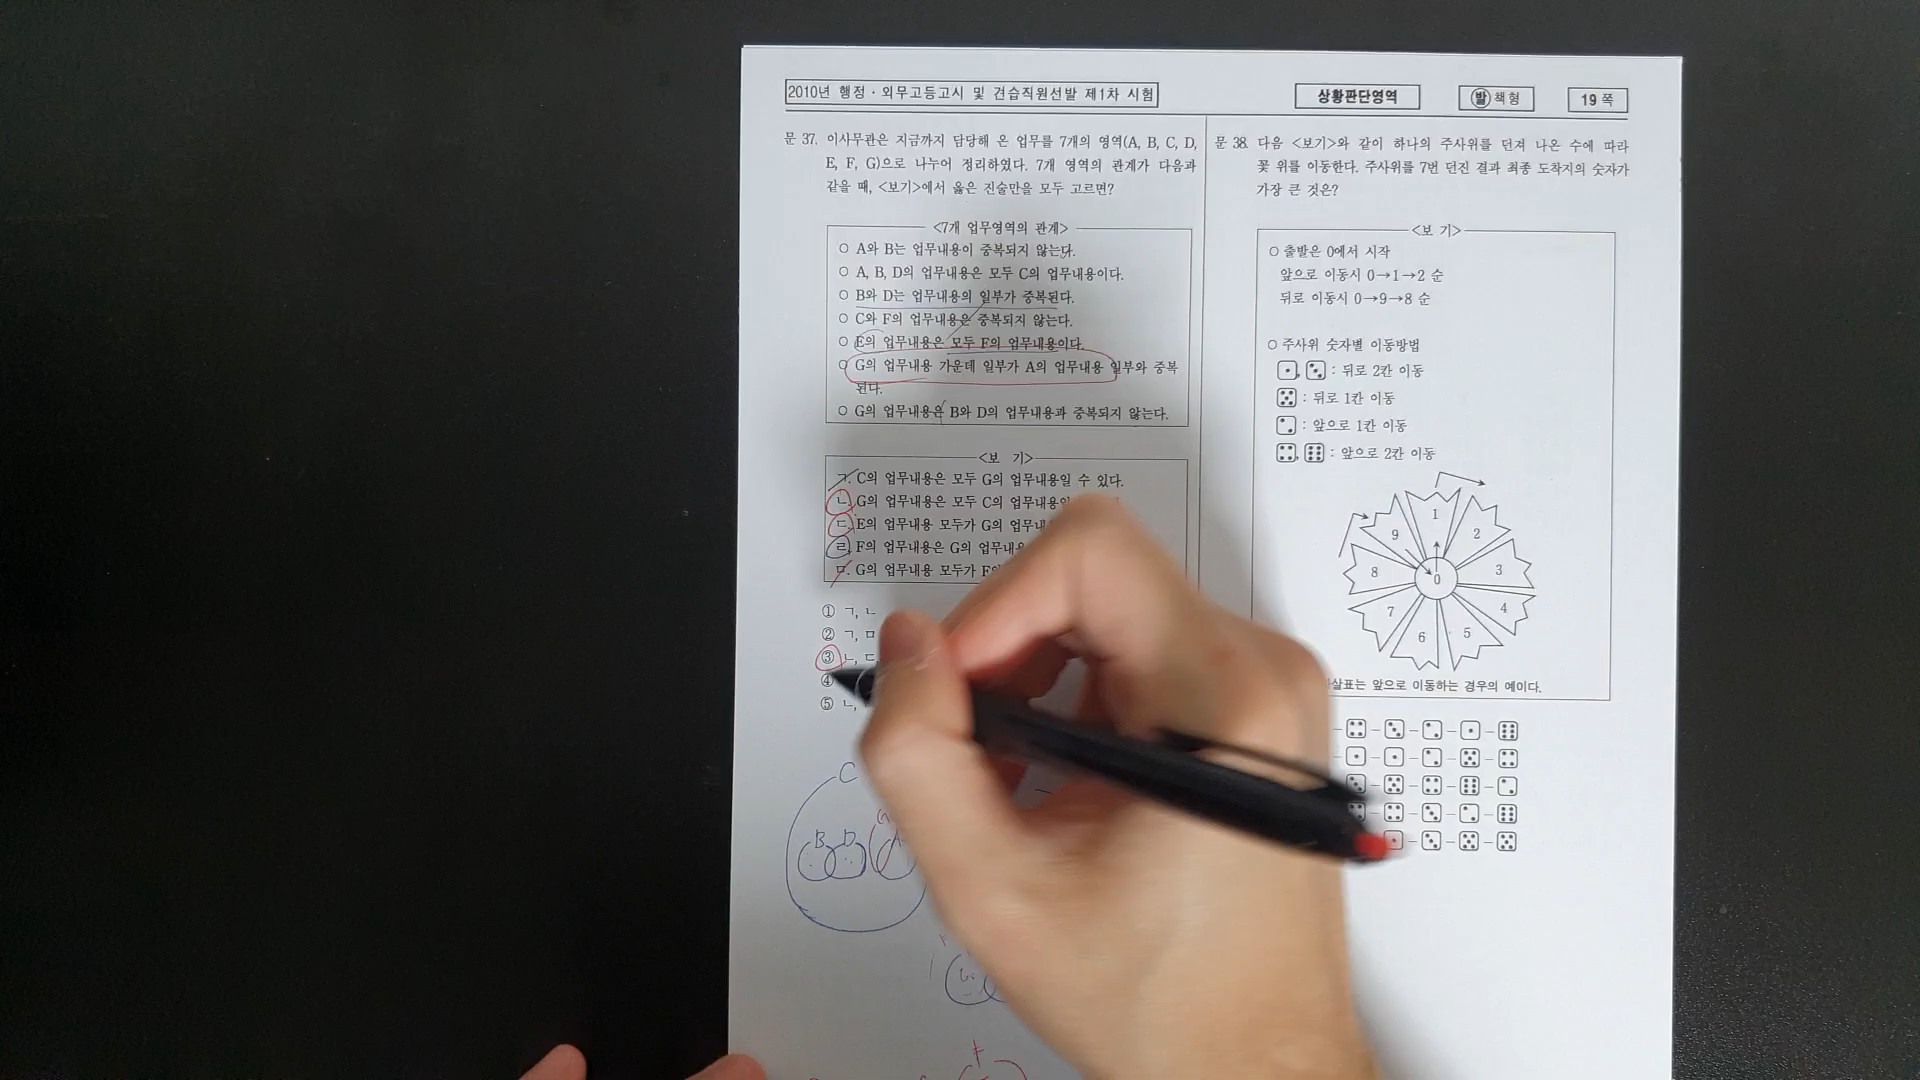 2010년 행정·외무고등고시 및 견습직원선발 제1차 시험
상황판단영역
발 책형
19 쪽
문 37. 이사무관은 지금까지 담당해 온 업무를 7개의 영역(A, B, C, D,
E, F, G)으로 나누어 정리하였다. 7개 영역의 관계가 다음과
같을 때, <보기>에서 옳은 진술만을 모두 고르면?
<7개 업무영역의 관계>
○ A와 B는 업무내용이 중복되지 않는다.
○ A, B, D의 업무내용은 모두 C의 업무내용이다.
○ B와 D는 업무내용의 일부가 중복된다.
○ C와 F의 업무내용은 중복되지 않는다.
○ E의 업무내용은 모두 F의 업무내용이다.
○ G의 업무내용 가운데 일부가 A의 업무내용 일부와 중복
된다.
○ G의 업무내용은 B와 D의 업무내용과 중복되지 않는다.
<보 기>
ㄱ. C의 업무내용은 모두 G의 업무내용일 수 있다.
ㄴ. G의 업무내용은 모두 C의 업무내용일
ㄷ. E의 업무내용 모두가 G의
ㄹ. F의 업무내용은 G의
ㅁ. G의 업무내용 모두가
① ㄱ, ㄴ
② ㄱ, ㅁ
③ ㄴ, ㄷ
④
⑤ ㄴ,
C
B D
문 38. 다음 <보기>와 같이 하나의 주사위를 던져 나온 수에 따라
꽃 위를 이동한다. 주사위를 7번 던진 결과 최종 도착지의 숫자가
가장 큰 것은?
<보 기>
○ 출발은 0에서 시작
앞으로 이동시 0→1→2 순
뒤로 이동시 0→9→8 순
○ 주사위 숫자별 이동방법
⚀, ⚂ : 뒤로 2칸 이동
⚄ : 뒤로 1칸 이동
⚁ : 앞으로 1칸 이동
⚃, ⚅ : 앞으로 2칸 이동
1
9 2
8 0 3
7 4
6 5
살표는 앞으로 이동하는 경우의 예이다.